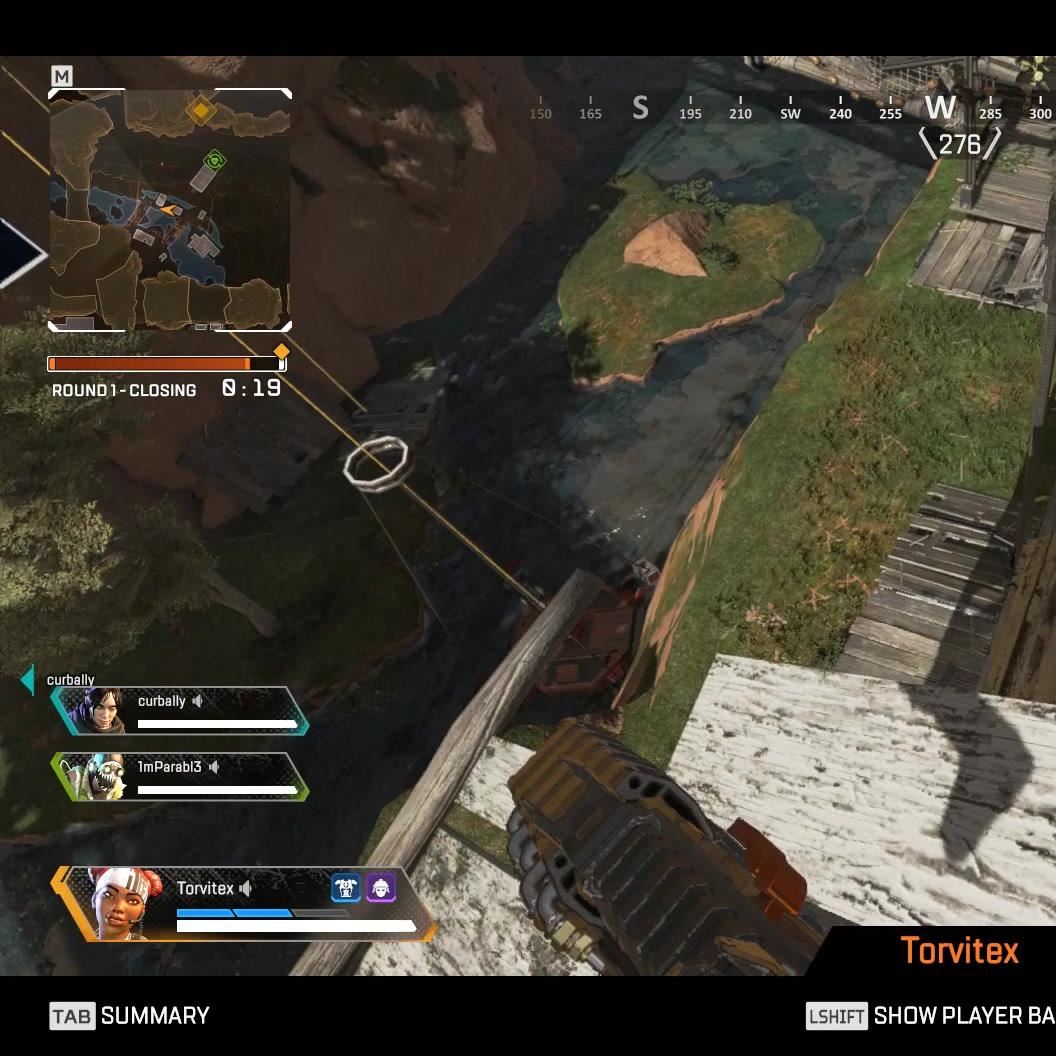 M
E 150 165 S 195 210 SW 240 255 W 285 300
276
ROUND 1 - CLOSING 0:19
curbally
curbally
1mParabl3
Torvitex
Torvitex
TAB SUMMARY
LSHIFT SHOW PLAYER BA